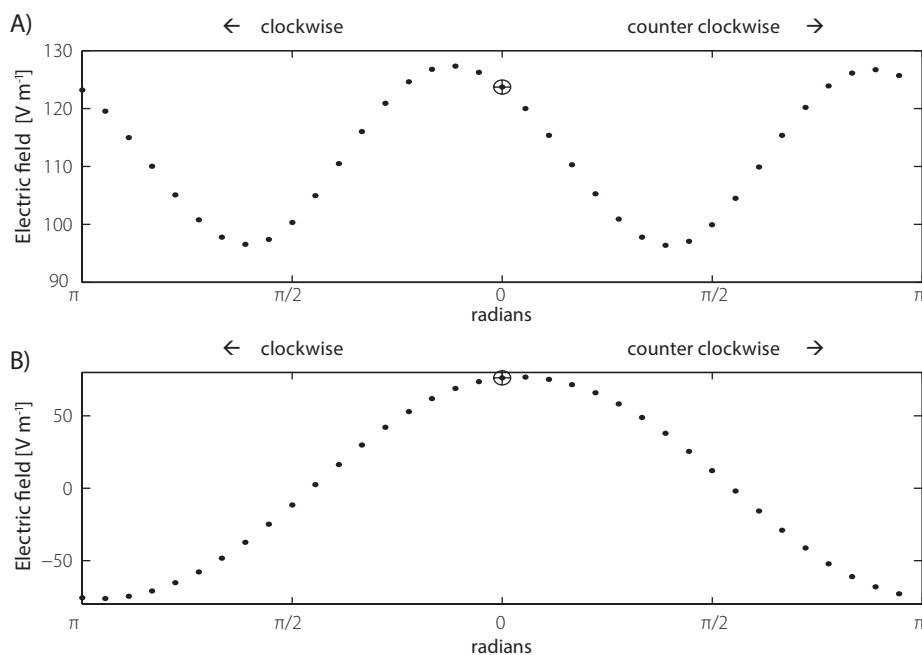 A)
← clockwise counter clockwise →
Electric field [V m⁻¹]
130
120
110
100
90
π π/2 0 π/2 π
radians
B)
← clockwise counter clockwise →
Electric field [V m⁻¹]
50
0
−50
π π/2 0 π/2 π
radians